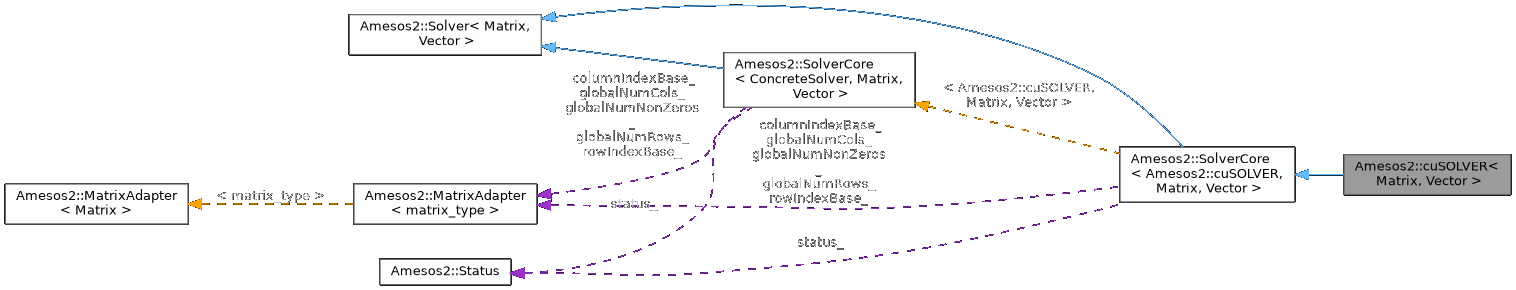 Amesos2::Solver< Matrix,
Vector >
Amesos2::SolverCore
< ConcreteSolver, Matrix,
Vector >
columnIndexBase_
globalNumCols_
globalNumNonZeros
_
globalNumRows_
rowIndexBase_
< Amesos2::cuSOLVER,
Matrix, Vector >
columnIndexBase_
globalNumCols_
globalNumNonZeros
_
globalNumRows_
rowIndexBase_
Amesos2::SolverCore
< Amesos2::cuSOLVER,
Matrix, Vector >
Amesos2::cuSOLVER<
Matrix, Vector >
Amesos2::MatrixAdapter
< Matrix >
< matrix_type >
Amesos2::MatrixAdapter
< matrix_type >
status_
status_
Amesos2::Status